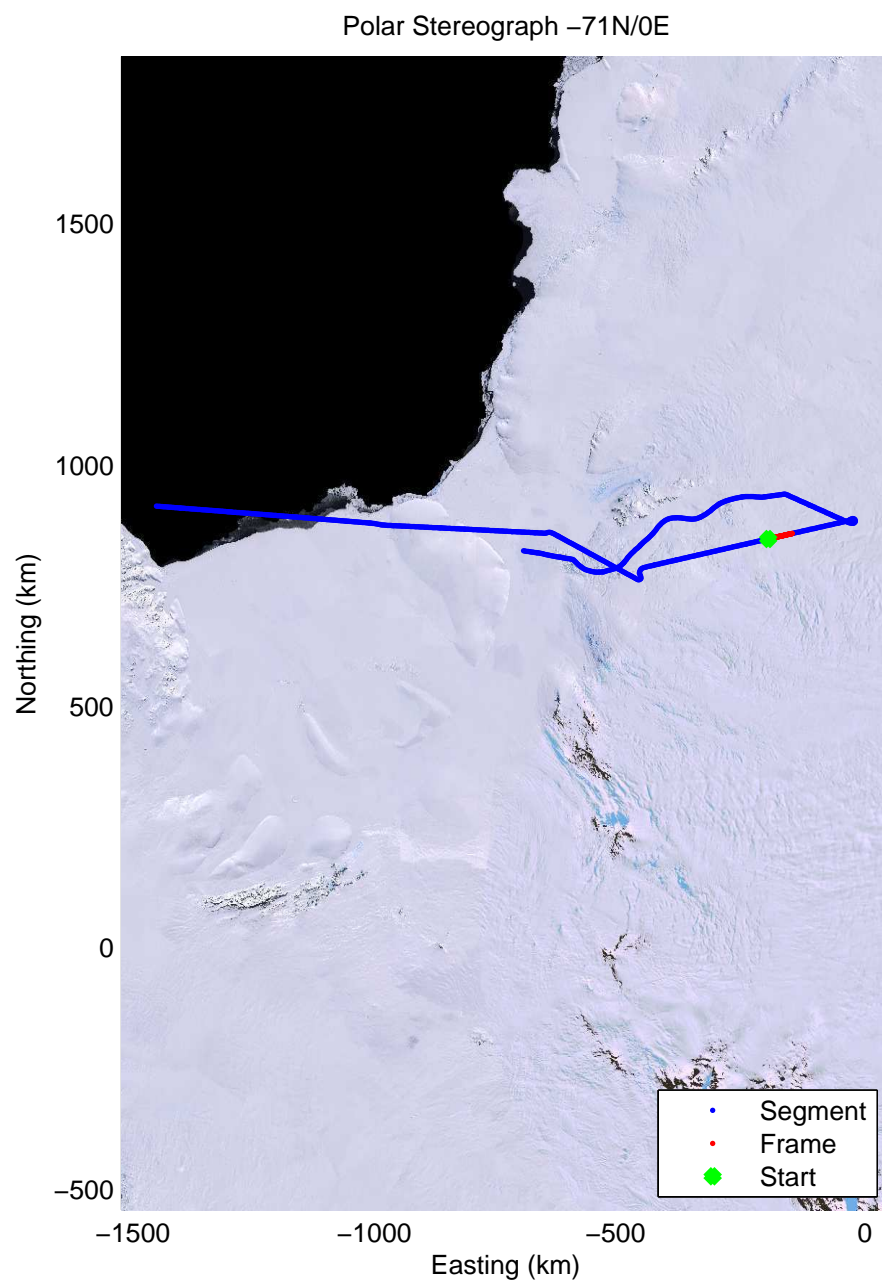 Polar Stereograph −71N/0E
1500
1000
500
0
−500
Northing (km)
−1500
−1000
−500
0
Easting (km)
Segment
Frame
Start